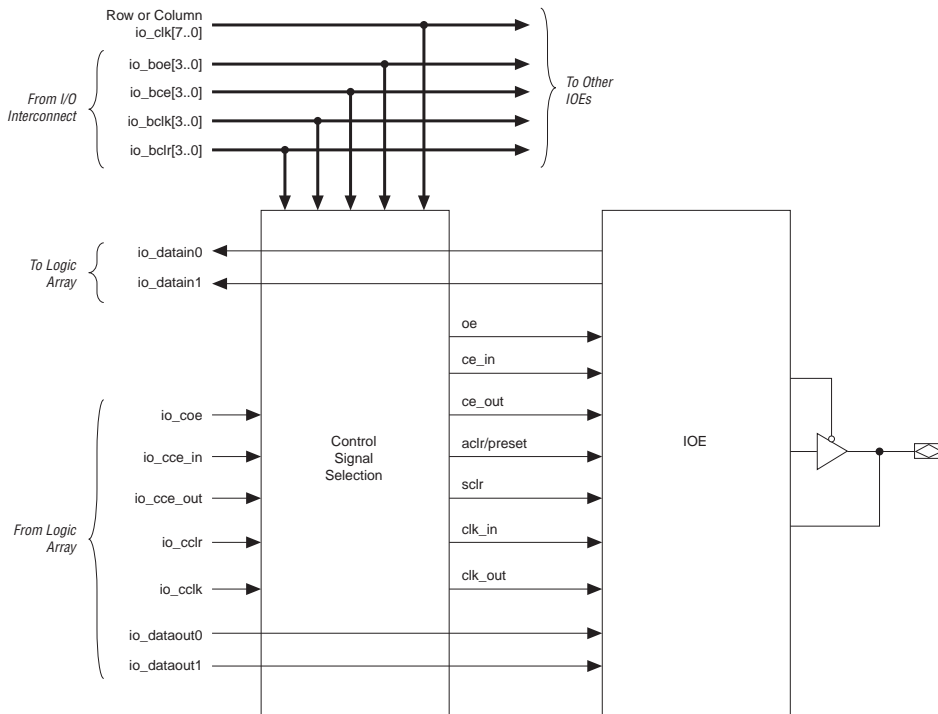 Row or Column
io_clk[7..0]
io_boe[3..0]
From I/O
Interconnect
io_bce[3..0]
io_bclk[3..0]
io_bclr[3..0]
To Other
IOEs
To Logic
Array
io_datain0
io_datain1
oe
ce_in
ce_out
aclr/preset
sclr
clk_in
clk_out
io_coe
io_cce_in
io_cce_out
io_cclr
io_cclk
io_dataout0
io_dataout1
From Logic
Array
Control
Signal
Selection
IOE